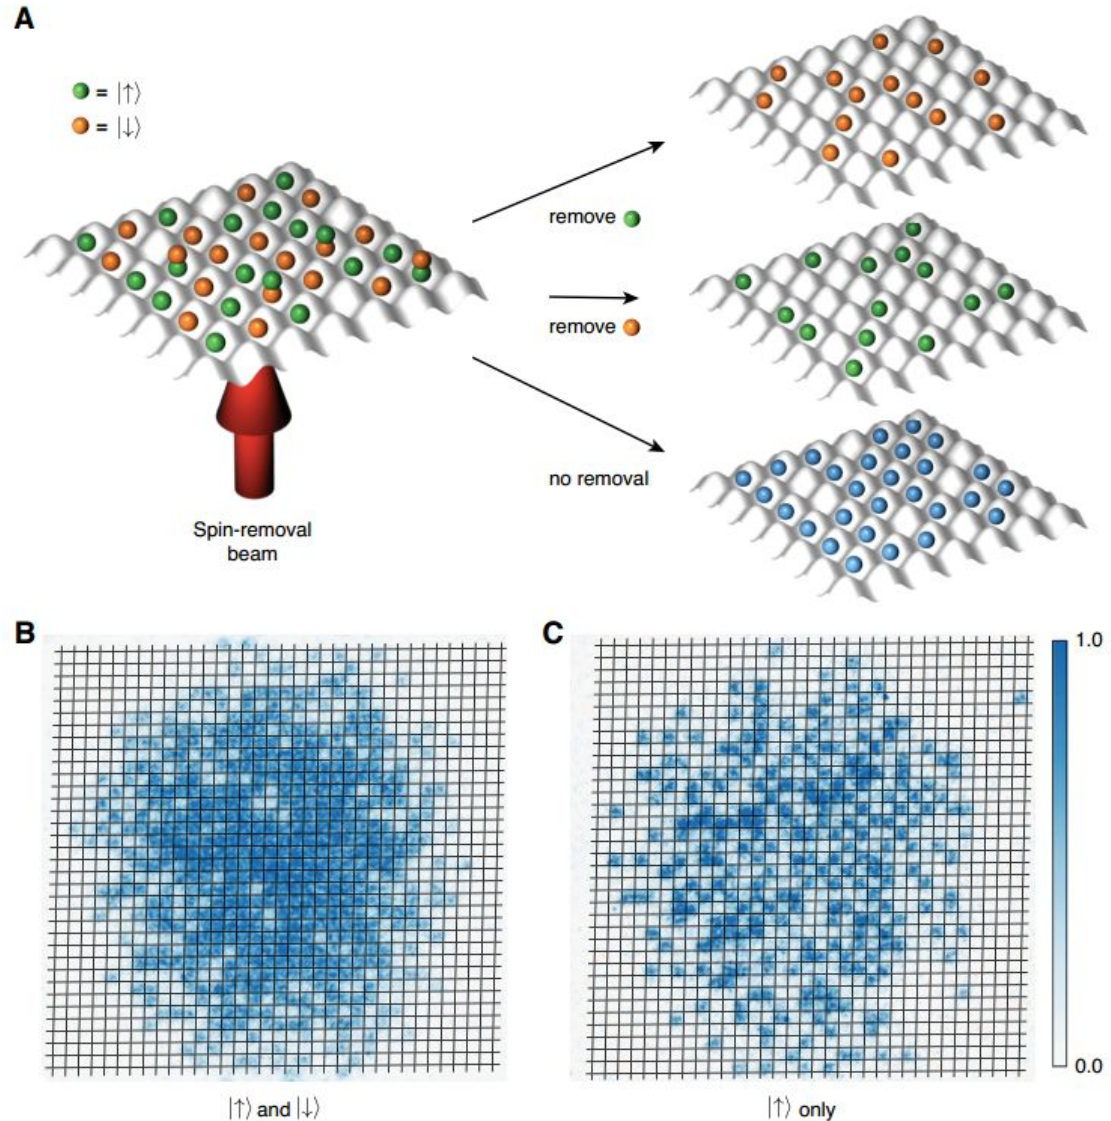 A
= |↑⟩
= |↓⟩
remove
remove
no removal
Spin-removal
beam
B
C
1.0
0.0
|↑⟩ and |↓⟩
|↑⟩ only